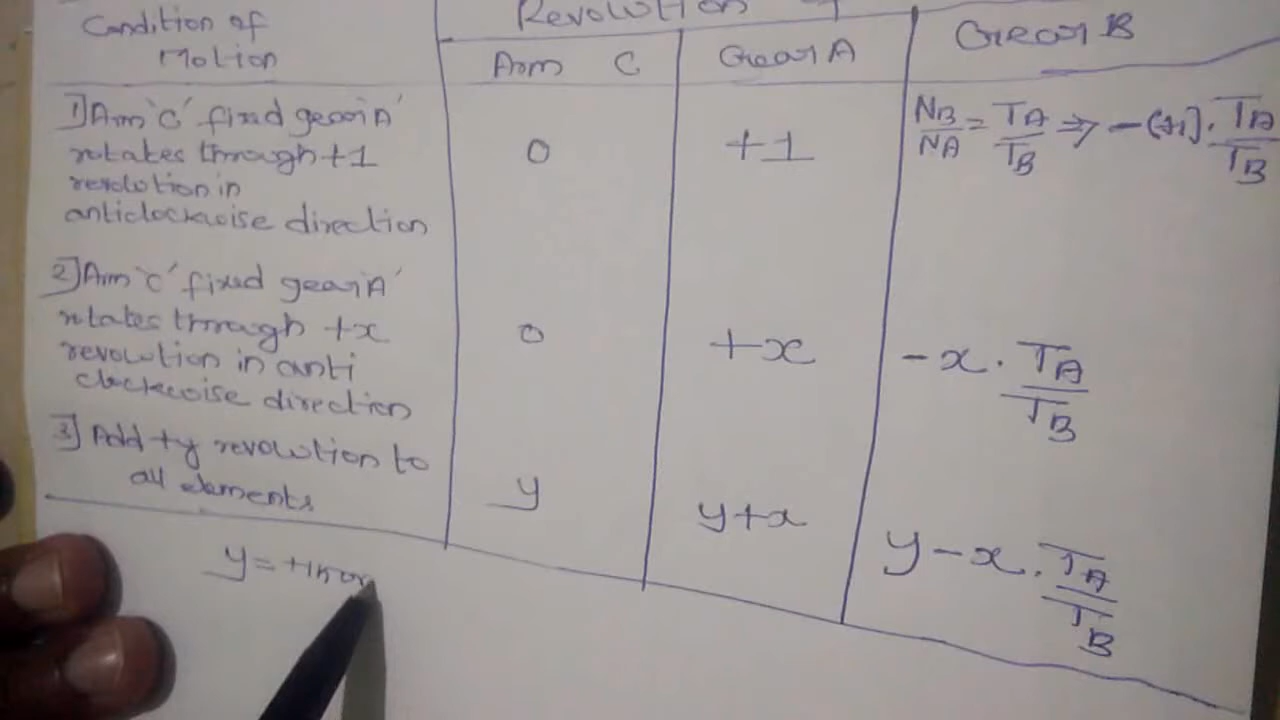 Condition of
Motion
Revolution
Arm C
Gear A
Gear B
1) Arm 'C' fixed gear 'A'
rotates through +1
revolution in
anticlockwise direction
0
+1
NB/NA = TA/TB ⇒ -(+1). TA/TB
2) Arm 'C' fixed gear 'A'
rotates through +x
revolution in anti
clockwise direction
0
+x
-x . TA/TB
3) Add +y revolution to
all elements
y
y+x
y - x . TA/TB
y =